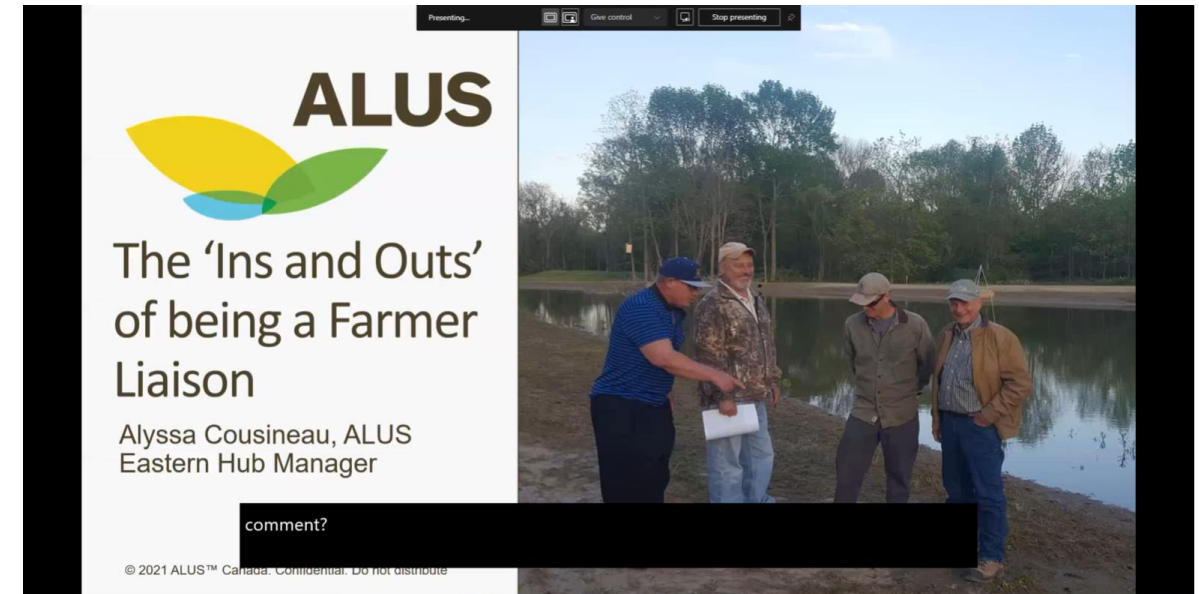 Presenting...
Give control
Stop presenting
ALUS
The ‘Ins and Outs’
of being a Farmer
Liaison
Alyssa Cousineau, ALUS
Eastern Hub Manager
comment?
© 2021 ALUS™ Canada. Confidential. Do not distribute